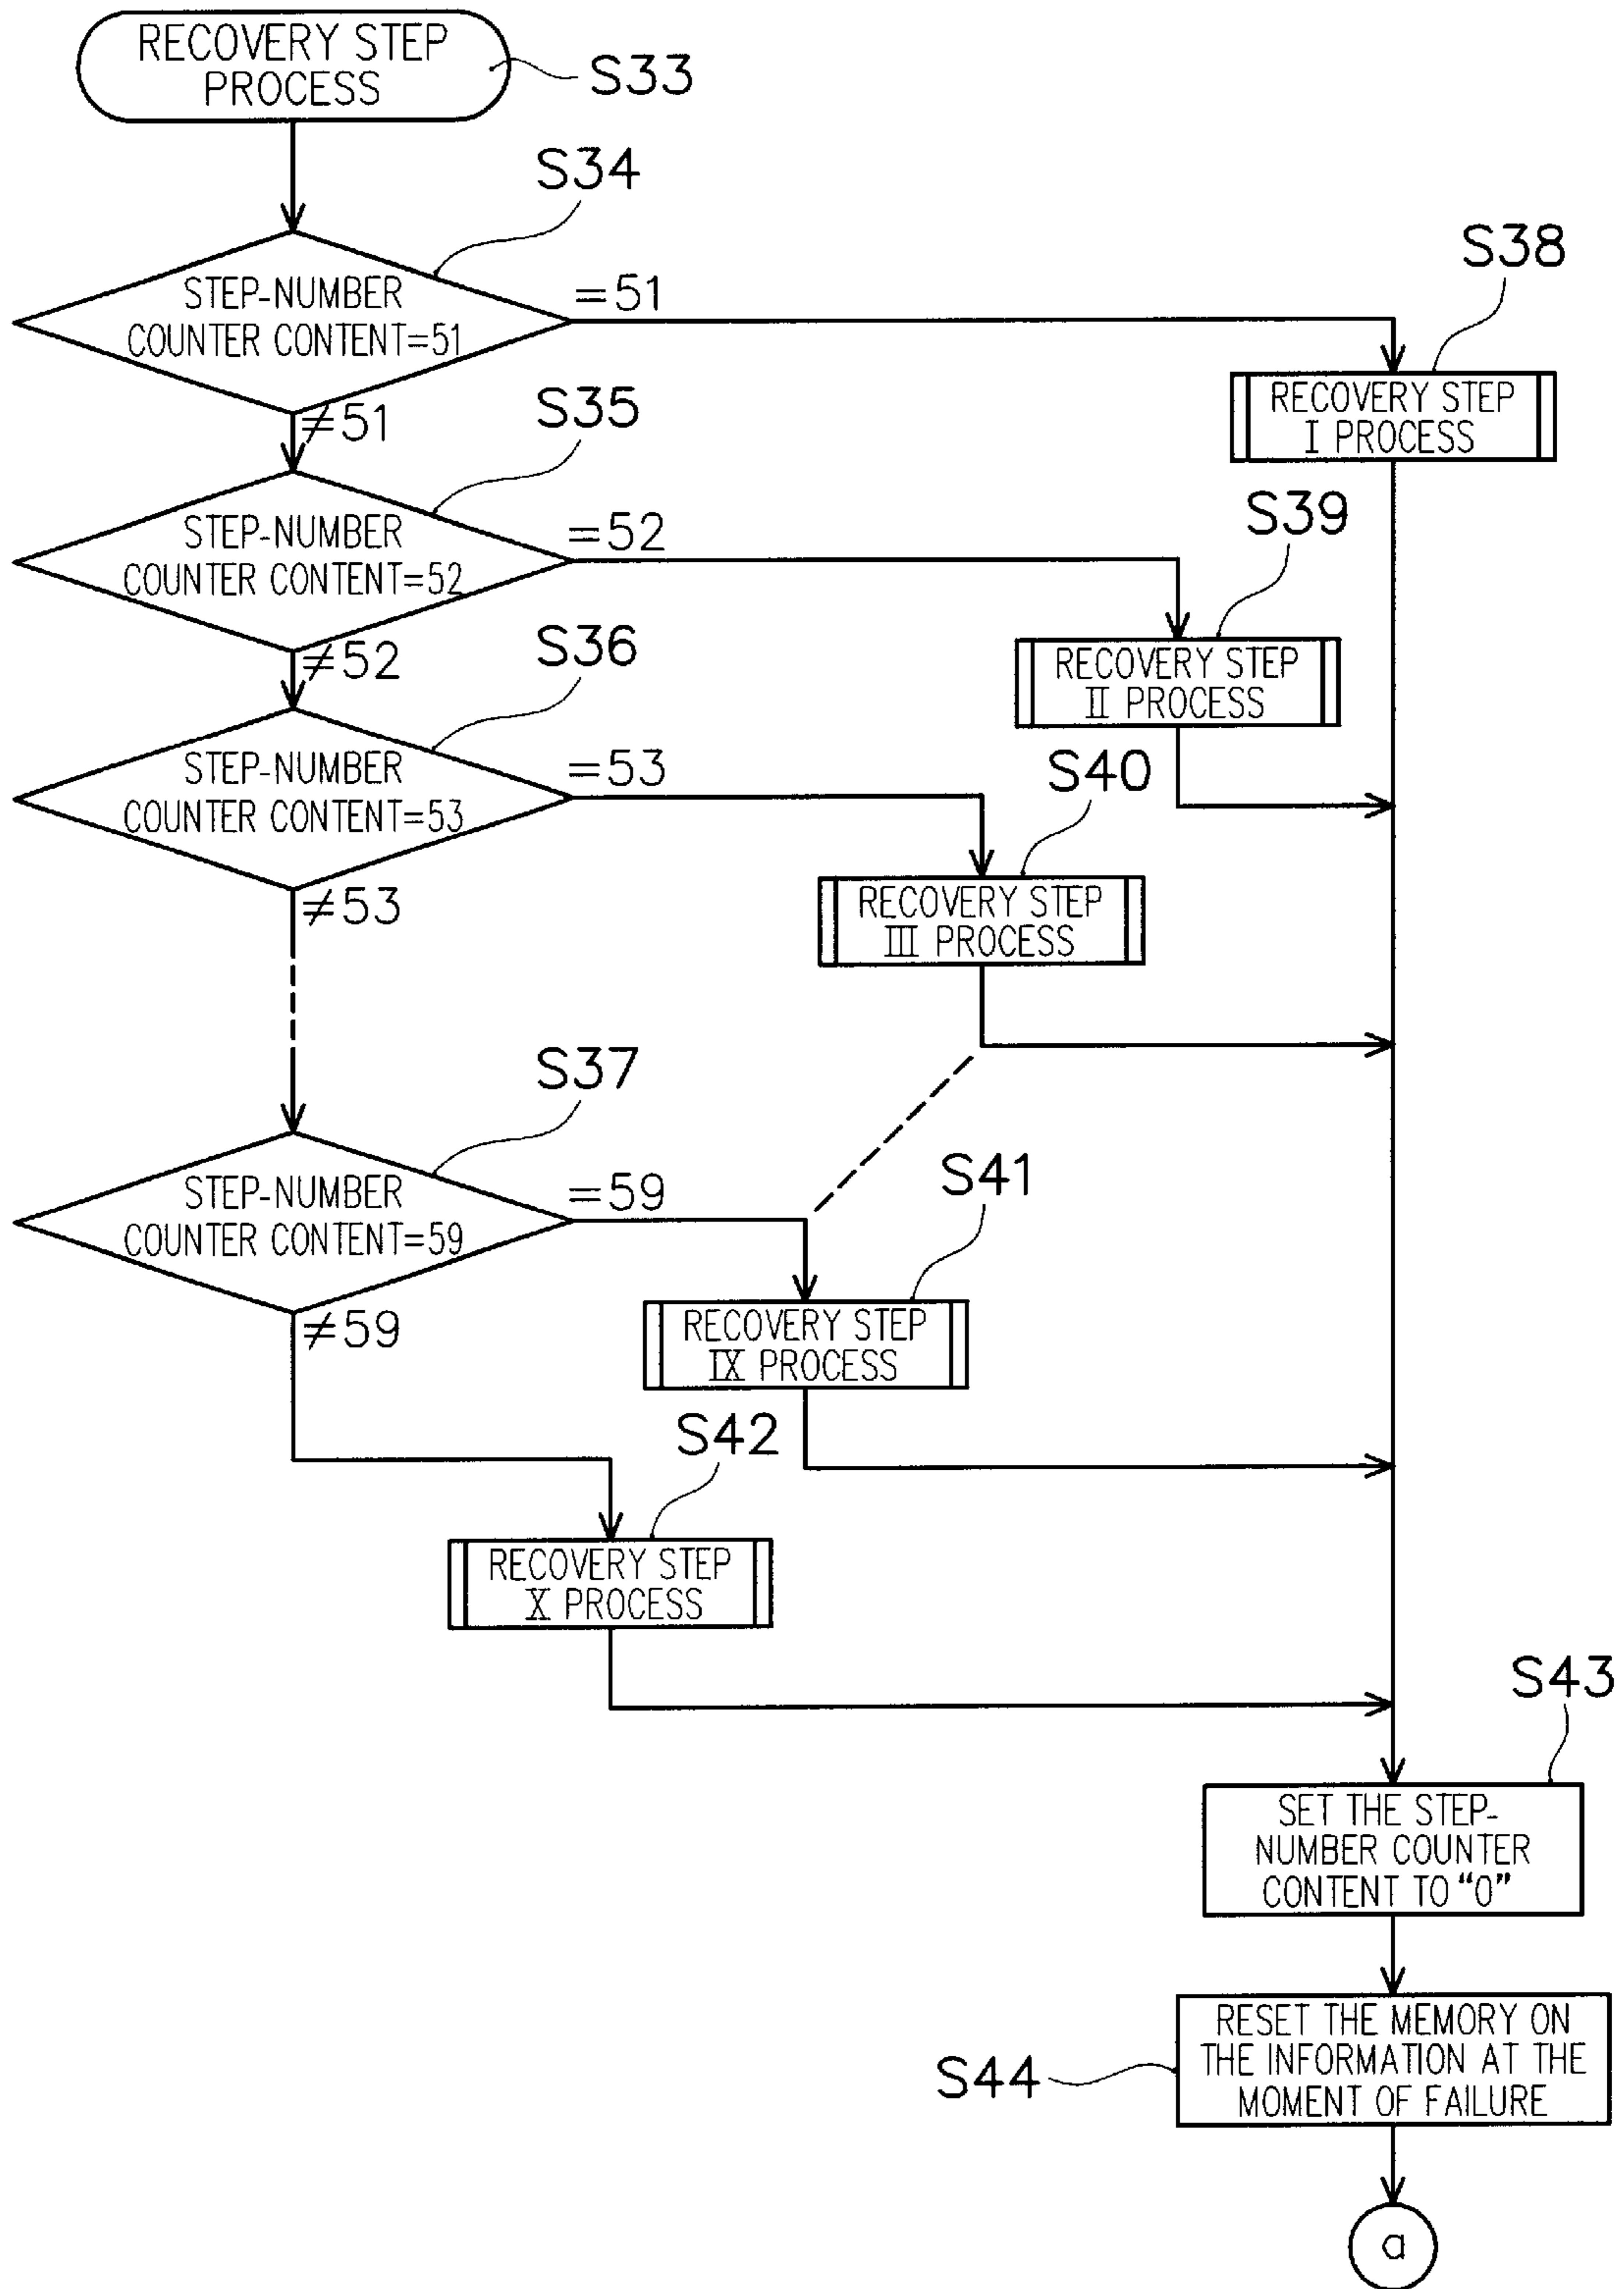 RECOVERY STEP
PROCESS
S33
S34
STEP-NUMBER
COUNTER CONTENT=51
=51
≠51
S38
RECOVERY STEP
I PROCESS
S35
STEP-NUMBER
COUNTER CONTENT=52
=52
≠52
S39
RECOVERY STEP
II PROCESS
S36
STEP-NUMBER
COUNTER CONTENT=53
=53
≠53
S40
RECOVERY STEP
III PROCESS
S37
STEP-NUMBER
COUNTER CONTENT=59
=59
≠59
S41
RECOVERY STEP
IX PROCESS
S42
RECOVERY STEP
X PROCESS
S43
SET THE STEP-
NUMBER COUNTER
CONTENT TO “0”
S44
RESET THE MEMORY ON
THE INFORMATION AT THE
MOMENT OF FAILURE
a